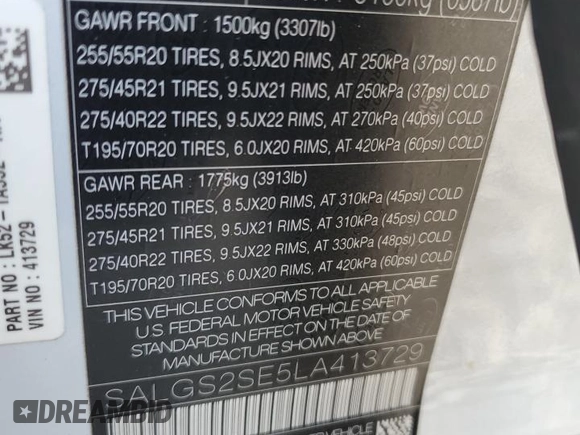 GAWR FRONT : 1500kg (3307lb)
255/55R20 TIRES, 8.5JX20 RIMS, AT 250kPa (37psi) COLD
275/45R21 TIRES, 9.5JX21 RIMS, AT 250kPa (37psi) COLD
275/40R22 TIRES, 9.5JX22 RIMS, AT 270kPa (40psi) COLD
T195/70R20 TIRES, 6.0JX20 RIMS, AT 420kPa (60psi) COLD
GAWR REAR : 1775kg (3913lb)
255/55R20 TIRES, 8.5JX20 RIMS, AT 310kPa (45psi) COLD
275/45R21 TIRES, 9.5JX21 RIMS, AT 310kPa (45psi) COLD
275/40R22 TIRES, 9.5JX22 RIMS, AT 330kPa (48psi) COLD
T195/70R20 TIRES, 6.0JX20 RIMS, AT 420kPa (60psi) COLD
THIS VEHICLE CONFORMS TO ALL APPLICABLE
U.S. FEDERAL MOTOR VEHICLE SAFETY
STANDARDS IN EFFECT ON THE DATE OF
SALGS2SE5LA413729
PART NO :
VIN NO : 413729
DREAMBID